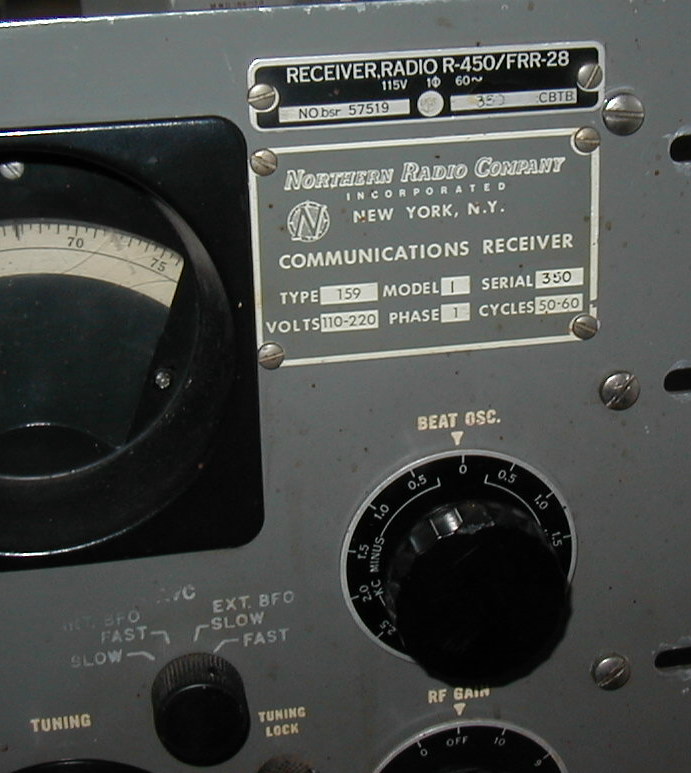 RECEIVER,RADIO R-450/FRR-28
115V 1Φ 60~
NO.bsr 57519 350 CBTB
NORTHERN RADIO COMPANY
INCORPORATED
N
NEW YORK, N.Y.
COMMUNICATIONS RECEIVER
TYPE 159 MODEL 1 SERIAL 350
VOLTS 110-220 PHASE 1 CYCLES 50-60
70
75
BEAT OSC.
2.5 2.0 1.5 1.0 0.5 0 0.5 1.0 1.5
KC MINUS
BFO
EXT. BFO
FAST
SLOW
SLOW
FAST
TUNING
TUNING
LOCK
RF GAIN
0 OFF 10 9